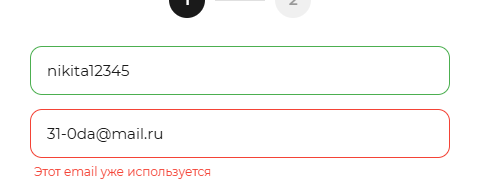 1 2
nikita12345
31-0da@mail.ru
Этот email уже используется